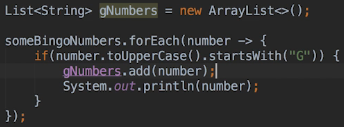 List<String> gNumbers = new ArrayList<>();
someBingoNumbers.forEach(number -> {
if(number.toUpperCase().startsWith("G")) {
gNumbers.add(number);
System.out.println(number);
}
});